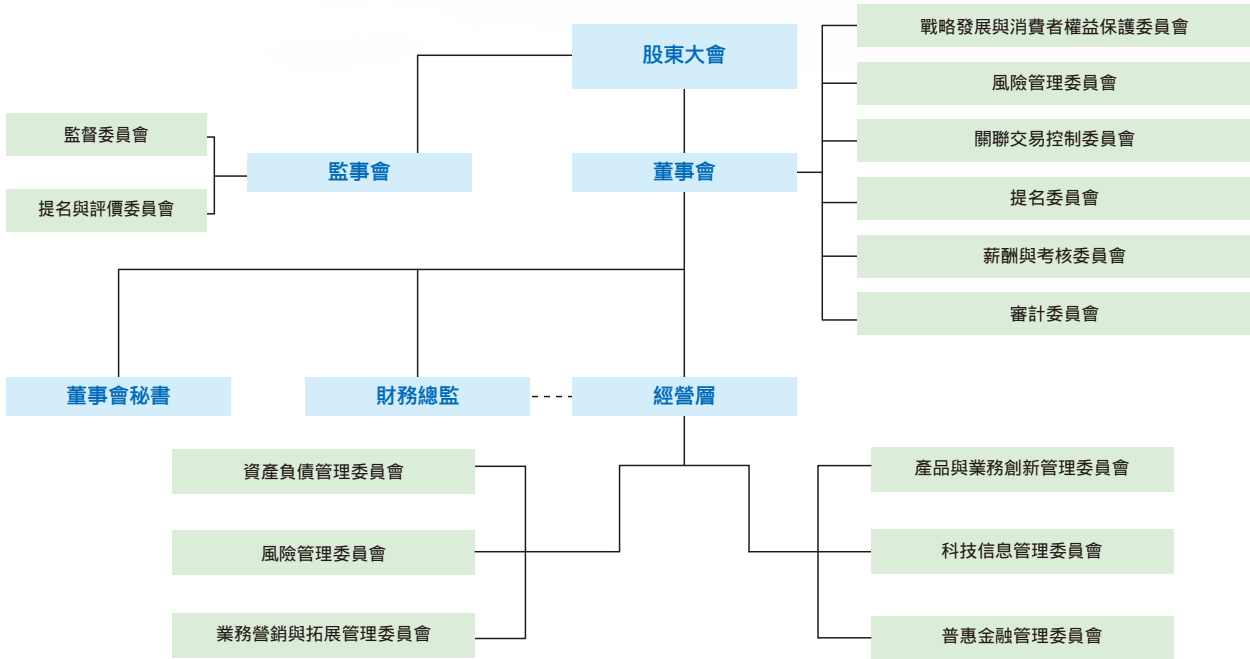 股東大會
戰略發展與消費者權益保護委員會
風險管理委員會
關聯交易控制委員會
提名委員會
薪酬與考核委員會
審計委員會
監督委員會
提名與評價委員會
監事會
董事會
董事會秘書
財務總監
經營層
資產負債管理委員會
風險管理委員會
業務營銷與拓展管理委員會
產品與業務創新管理委員會
科技信息管理委員會
普惠金融管理委員會